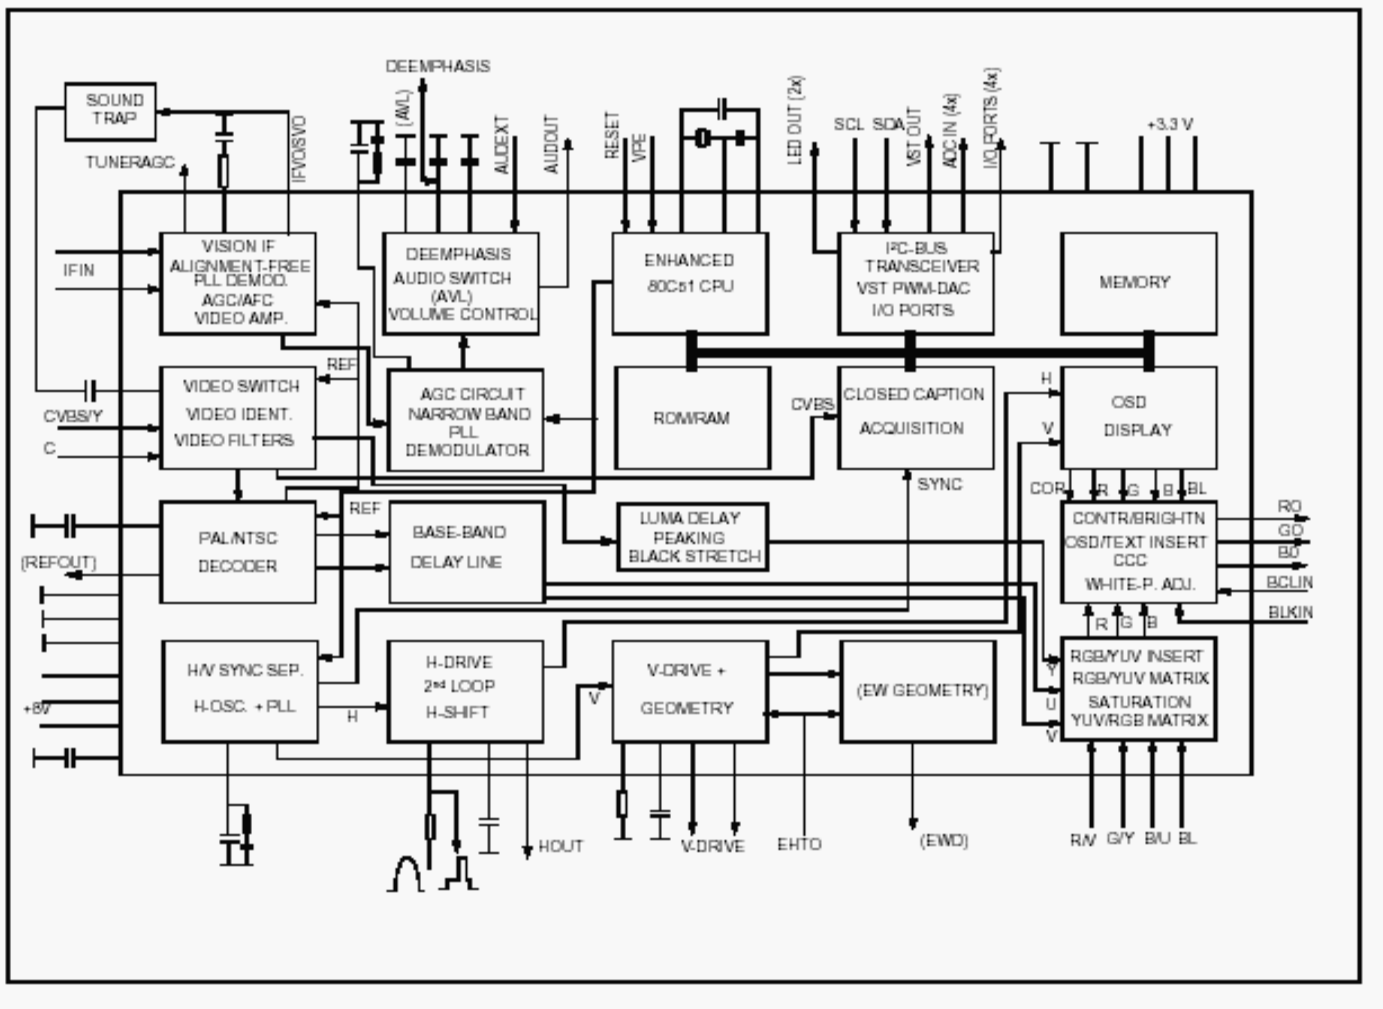 DEEMPHASIS
SOUND
TRAP
TUNERAGC
IFVO/SVO
(AVL)
AUDEXT
AUDOUT
RESET
VPE
LED OUT (2x)
SCL
SDA
VST OUT
ADC IN (4x)
I/O PORTS (4x)
+3.3 V
IFIN
VISION IF
ALIGNMENT-FREE
PLL DEMOD.
AGC/AFC
VIDEO AMP.
DEEMPHASIS
AUDIO SWITCH
(AVL)
VOLUME CONTROL
ENHANCED
80C51 CPU
I²C-BUS
TRANSCEIVER
VST PWM-DAC
I/O PORTS
MEMORY
REF
CVBS/Y
C
VIDEO SWITCH
VIDEO IDENT.
VIDEO FILTERS
AGC CIRCUIT
NARROW BAND
PLL
DEMODULATOR
ROM/RAM
CVBS
CLOSED CAPTION
ACQUISITION
H
V
OSD
DISPLAY
SYNC
COR
R
G
B
BL
REF
(REFOUT)
PAL/NTSC
DECODER
BASE-BAND
DELAY LINE
LUMA DELAY
PEAKING
BLACK STRETCH
CONTR/BRIGHTN
OSD/TEXT INSERT
CCC
WHITE-P. ADJ.
RO
GO
BO
BCLIN
BLKIN
R
G
B
+8V
H/V SYNC SEP.
H-OSC. + PLL
H
H-DRIVE
2nd LOOP
H-SHIFT
V
V-DRIVE +
GEOMETRY
(EW GEOMETRY)
Y
U
V
RGB/YUV INSERT
RGB/YUV MATRIX
SATURATION
YUV/RGB MATRIX
HOUT
V-DRIVE
EHTO
(EWD)
R/V
G/Y
B/U
BL